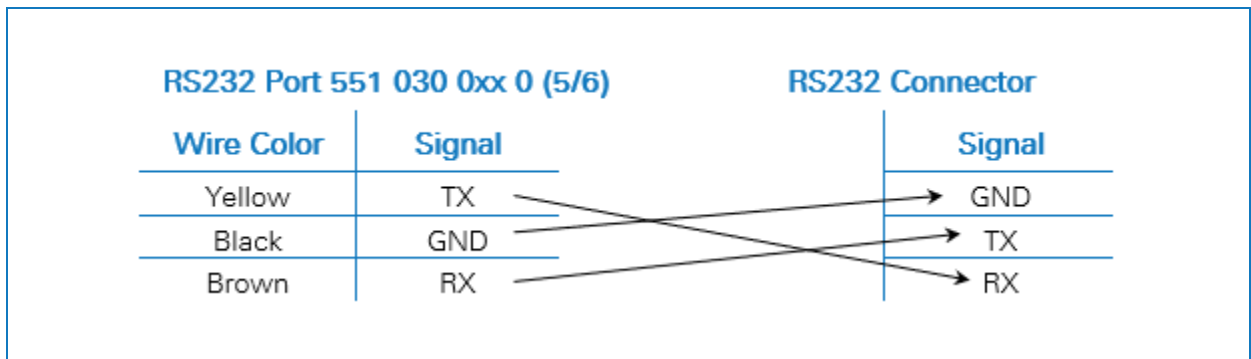 RS232 Port 551 030 0xx 0 (5/6) RS232 Connector
Wire Color Signal Signal
Yellow TX GND
Black GND TX
Brown RX RX